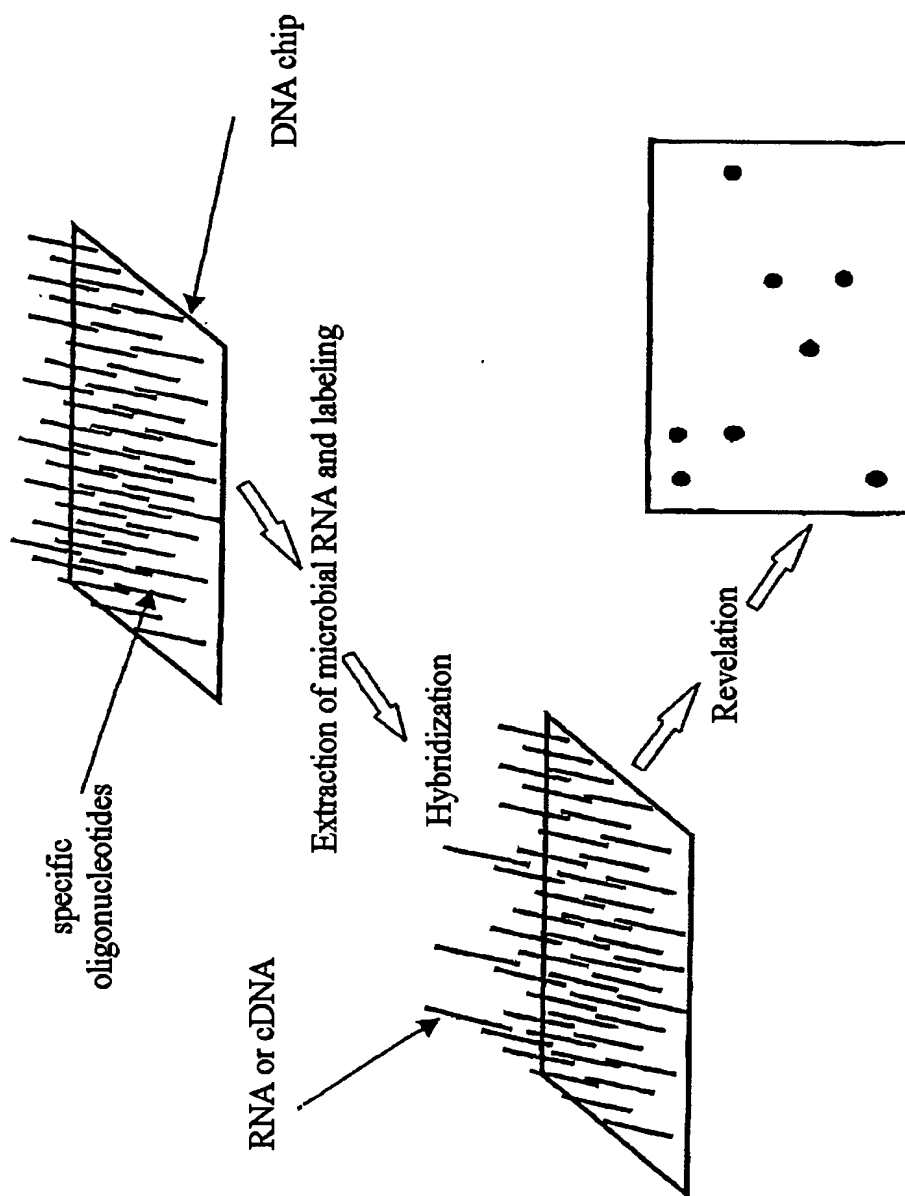 specific
oligonucleotides
DNA chip
Extraction of microbial RNA and labeling
Hybridization
RNA or cDNA
Revelation